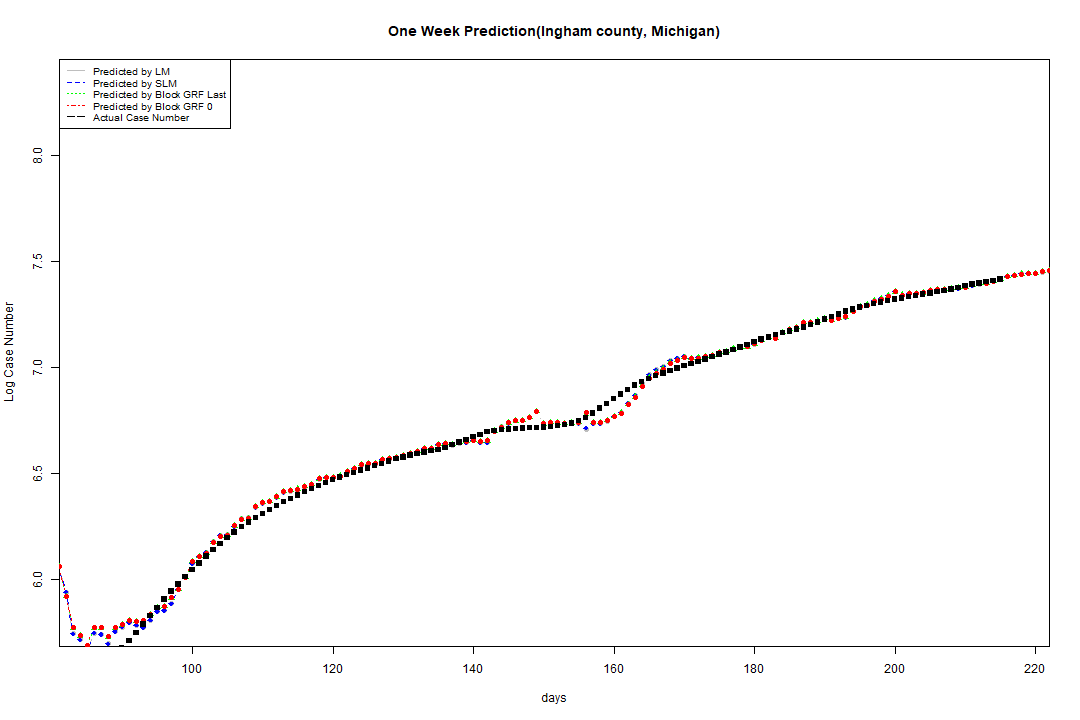 One Week Prediction(Ingham county, Michigan)
Predicted by LM
Predicted by SLM
Predicted by Block GRF Last
Predicted by Block GRF 0
Actual Case Number
8.0
7.5
7.0
6.5
6.0
Log Case Number
100 120 140 160 180 200 220
days